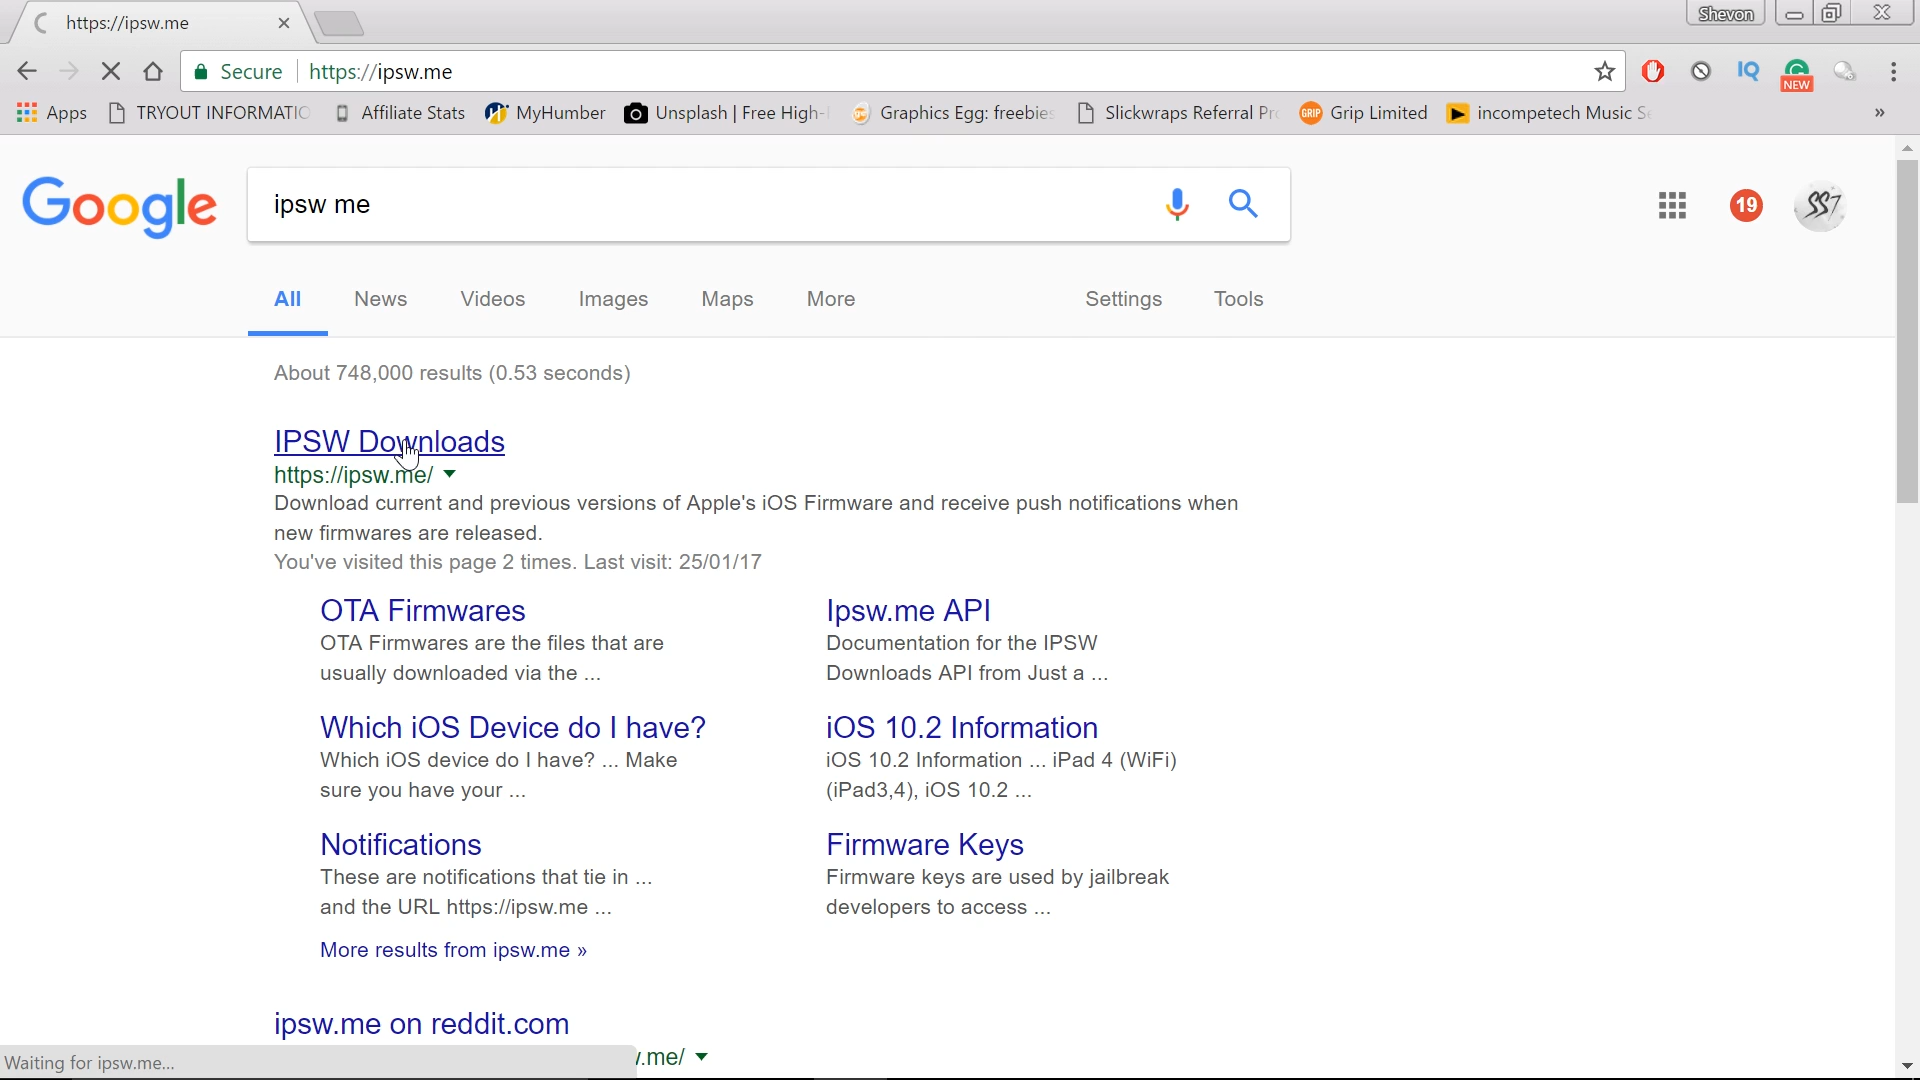 https://ipsw.me
Shevon
Secure https://ipsw.me
IQ
NEW
Apps TRYOUT Affiliate Stats MyHumber Unsplash | Free Graphics Egg: freebies Slickwraps Referral GRIP Grip Limited incompetech Music »
Google
ipsw me
19
SS7
All News Videos Images Maps More Settings Tools
About 748,000 results (0.53 seconds)
IPSW Downloads
https://ipsw.me/
Download current and previous versions of Apple's iOS Firmware and receive push notifications when
new firmwares are released.
You've visited this page 2 times. Last visit: 25/01/17
OTA Firmwares
OTA Firmwares are the files that are
usually downloaded via the ...
Ipsw.me API
Documentation for the IPSW
Downloads API from Just a ...
Which iOS Device do I have?
Which iOS device do I have? ... Make
sure you have your ...
iOS 10.2 Information
iOS 10.2 Information ... iPad 4 (WiFi)
(iPad3,4), iOS 10.2 ...
Notifications
These are notifications that tie in ...
and the URL https://ipsw.me ...
Firmware Keys
Firmware keys are used by jailbreak
developers to access ...
More results from ipsw.me »
ipsw.me on reddit.com
.me/
Waiting for ipsw.me...